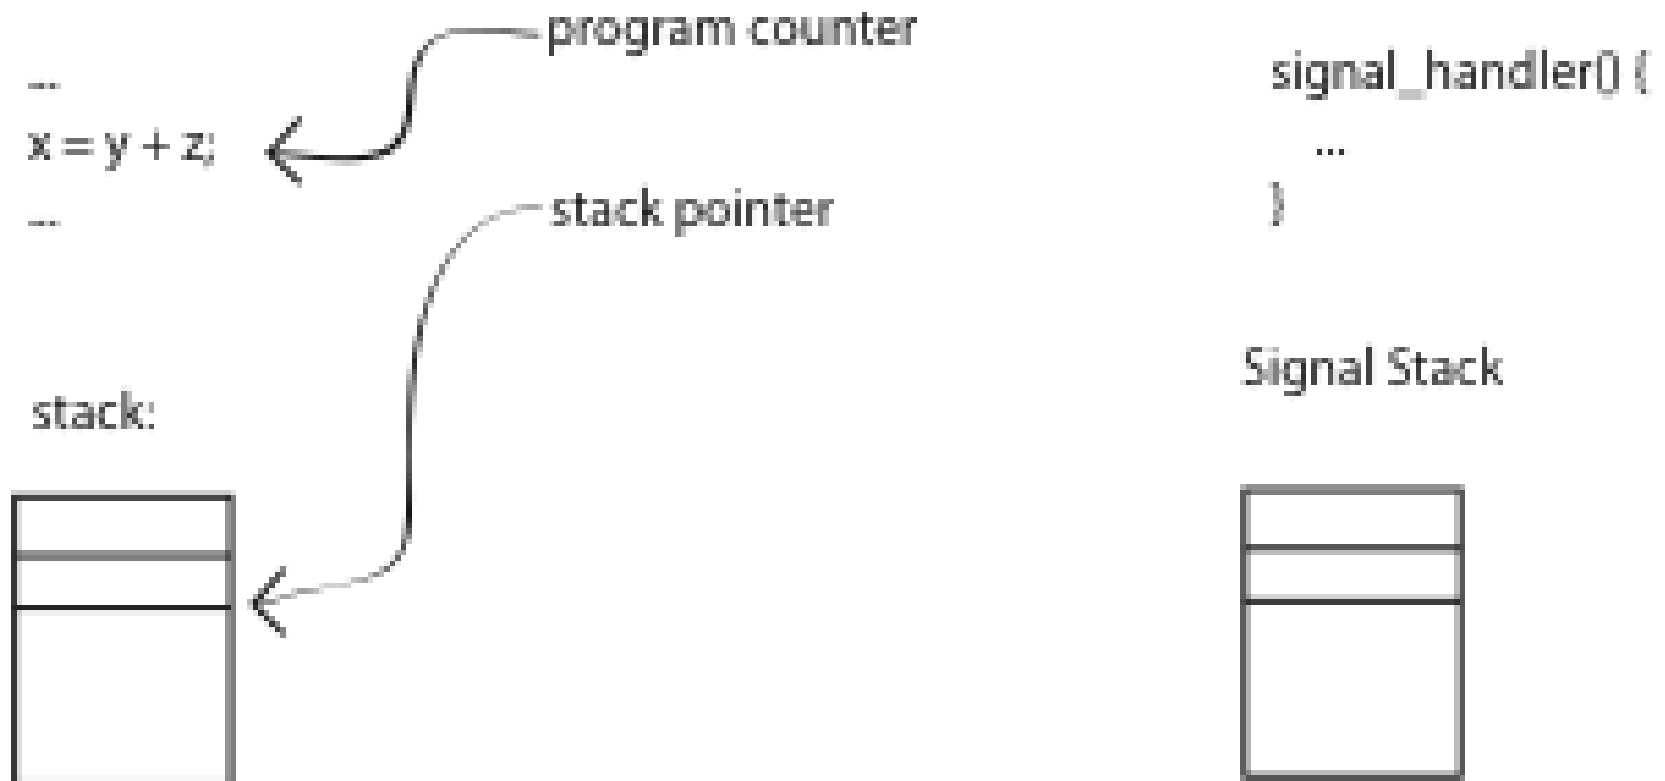 program counter
...
x = y + z;
...
stack pointer
stack:
signal_handler() {
...
}
Signal Stack